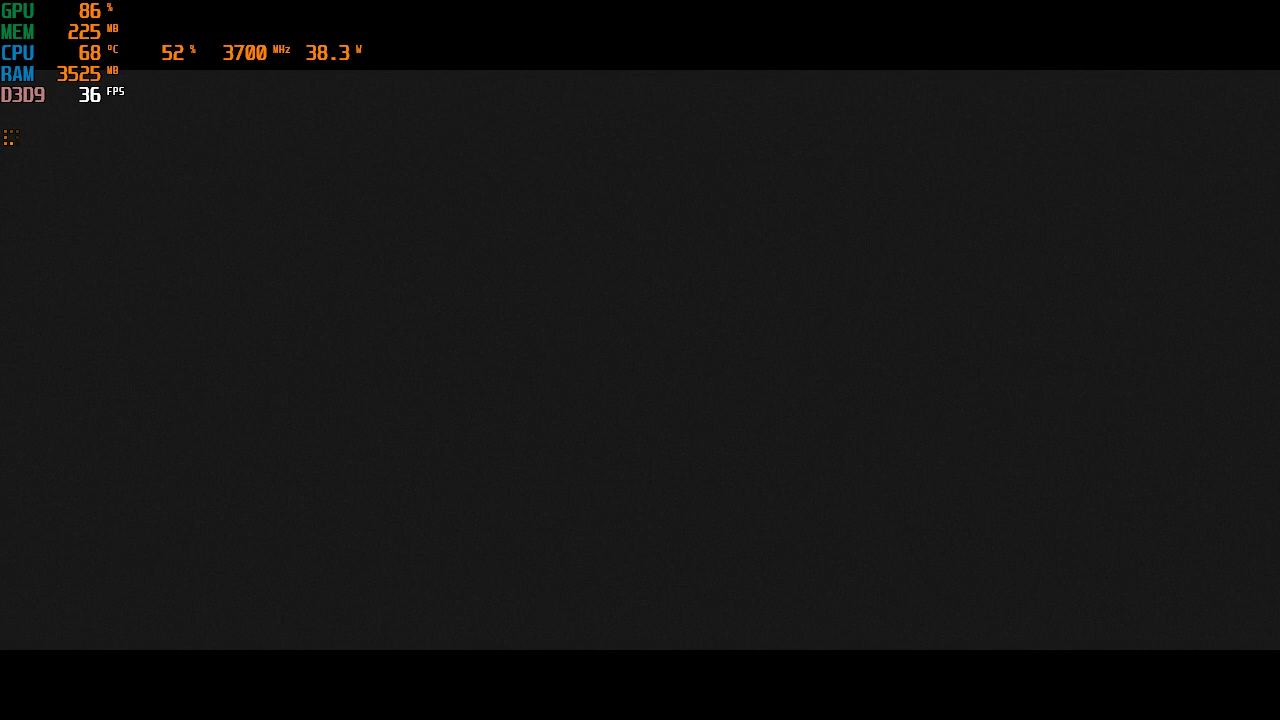 GPU 86 %
MEM 225 MB
CPU 68 °C 52 % 3700 MHz 38.3 W
RAM 3525 MB
D3D9 36 FPS